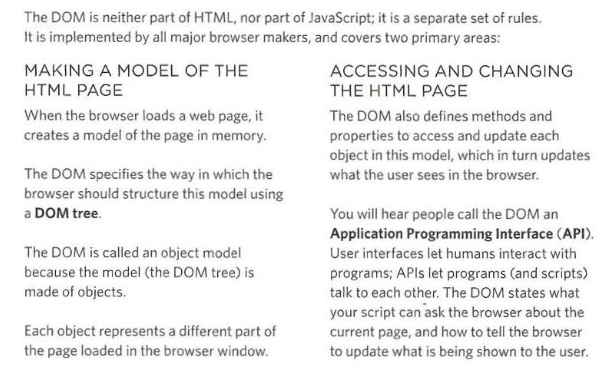 The DOM is neither part of HTML, nor part of JavaScript; it is a separate set of rules.
It is implemented by all major browser makers, and covers two primary areas:
MAKING A MODEL OF THE
HTML PAGE
When the browser loads a web page, it
creates a model of the page in memory.
The DOM specifies the way in which the
browser should structure this model using
a DOM tree.
The DOM is called an object model
because the model (the DOM tree) is
made of objects.
Each object represents a different part of
the page loaded in the browser window.
ACCESSING AND CHANGING
THE HTML PAGE
The DOM also defines methods and
properties to access and update each
object in this model, which in turn updates
what the user sees in the browser.
You will hear people call the DOM an
Application Programming Interface (API).
User interfaces let humans interact with
programs; APIs let programs (and scripts)
talk to each other. The DOM states what
your script can ask the browser about the
current page, and how to tell the browser
to update what is being shown to the user.